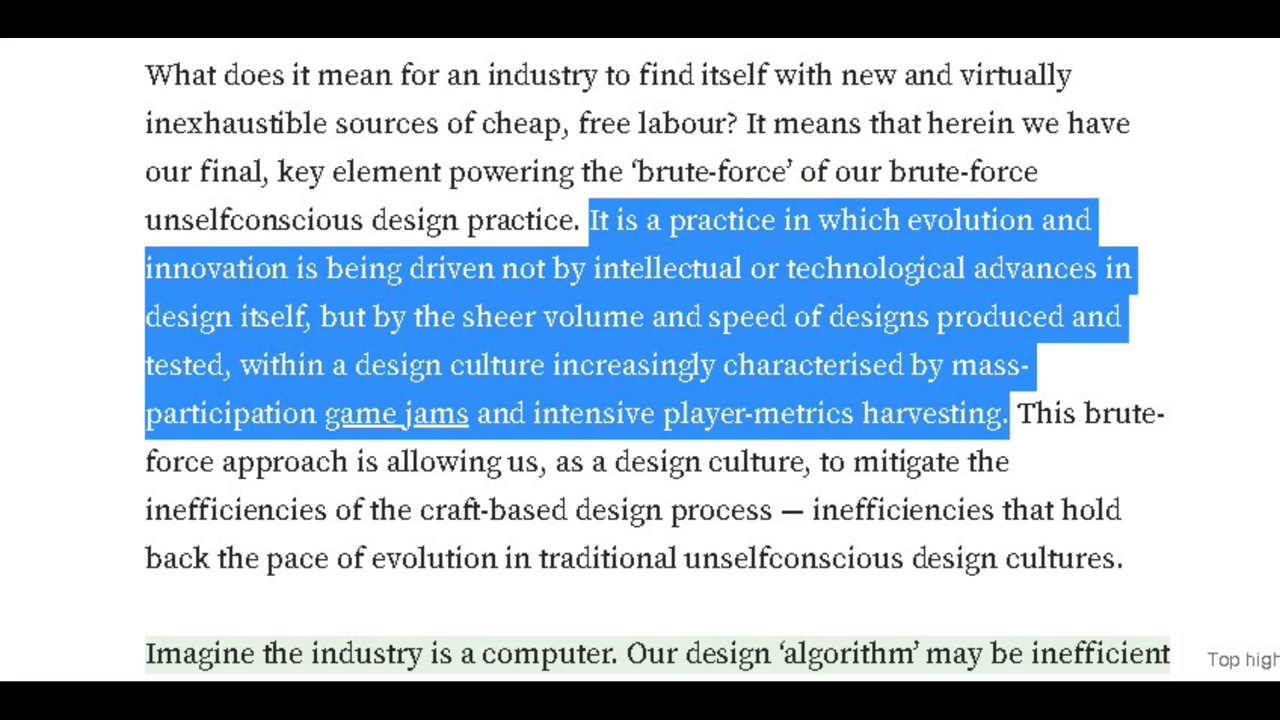 What does it mean for an industry to find itself with new and virtually
inexhaustible sources of cheap, free labour? It means that herein we have
our final, key element powering the ‘brute-force’ of our brute-force
unselfconscious design practice. It is a practice in which evolution and
innovation is being driven not by intellectual or technological advances in
design itself, but by the sheer volume and speed of designs produced and
tested, within a design culture increasingly characterised by mass-
participation game jams and intensive player-metrics harvesting. This brute-
force approach is allowing us, as a design culture, to mitigate the
inefficiencies of the craft-based design process — inefficiencies that hold
back the pace of evolution in traditional unselfconscious design cultures.
Imagine the industry is a computer. Our design ‘algorithm’ may be inefficient
Top high